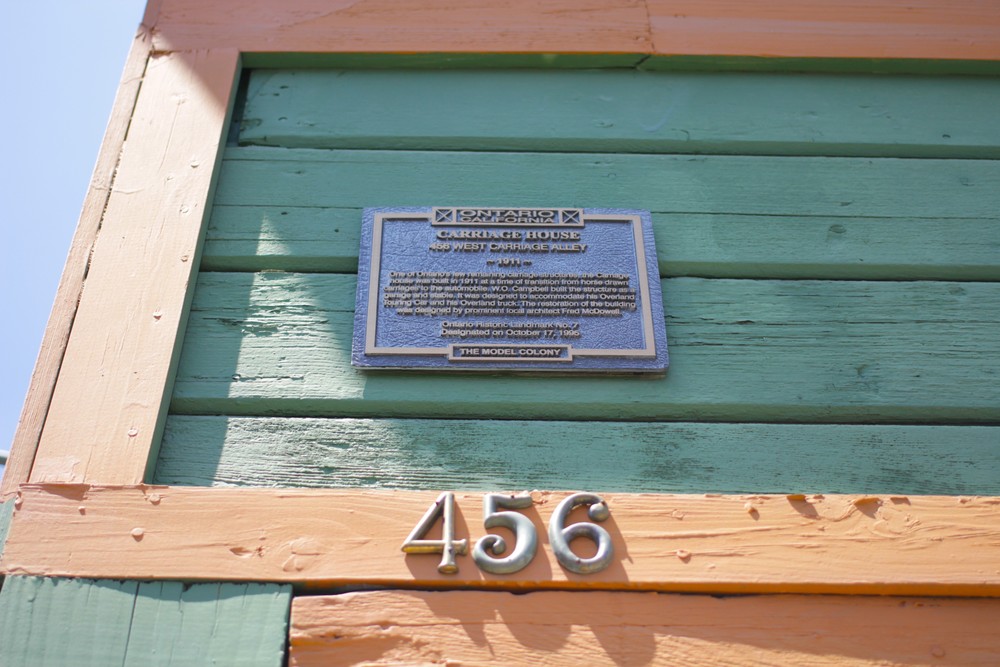 ONTARIO
CALIFORNIA
CARRIAGE HOUSE
456 WEST CARRIAGE ALLEY
1911
One of Ontario's few remaining carriage structures, the Carriage
house was built in 1911 at a time of transition from horse drawn
carriages to the automobile. W.O. Campbell built the structure as a
garage and stable. It was designed to accommodate his Overland
Touring Car and his Overland truck. The restoration of the building
was designed by prominent local architect Fred McDowell.
Ontario Historic Landmark No. 7
Designated on October 17, 1995
THE MODEL COLONY
456